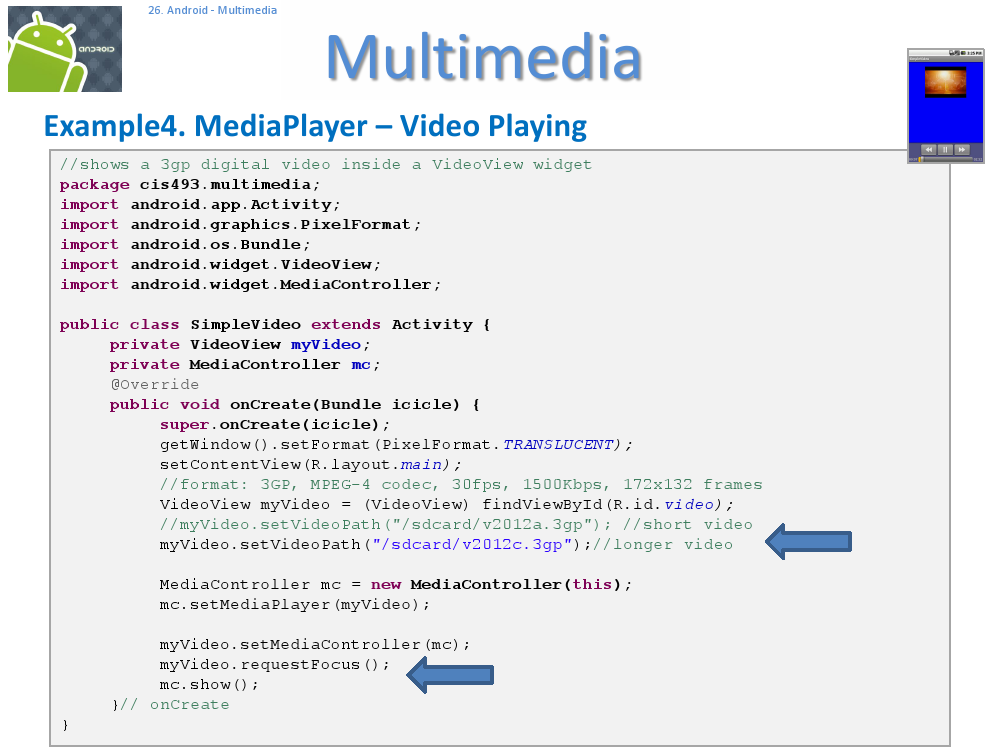 26. Android - Multimedia
ANDROID
Multimedia
3:25 PM
Example4. MediaPlayer – Video Playing
//shows a 3gp digital video inside a VideoView widget
package cis493.multimedia;
import android.app.Activity;
import android.graphics.PixelFormat;
import android.os.Bundle;
import android.widget.VideoView;
import android.widget.MediaController;
public class SimpleVideo extends Activity {
private VideoView myVideo;
private MediaController mc;
@Override
public void onCreate(Bundle icicle) {
super.onCreate(icicle);
getWindow().setFormat(PixelFormat.TRANSLUCENT);
setContentView(R.layout.main);
//format: 3GP, MPEG-4 codec, 30fps, 1500Kbps, 172x132 frames
VideoView myVideo = (VideoView) findViewById(R.id.video);
//myVideo.setVideoPath("/sdcard/v2012a.3gp"); //short video
myVideo.setVideoPath("/sdcard/v2012c.3gp");//longer video
MediaController mc = new MediaController(this);
mc.setMediaPlayer(myVideo);
myVideo.setMediaController(mc);
myVideo.requestFocus();
mc.show();
}// onCreate
}